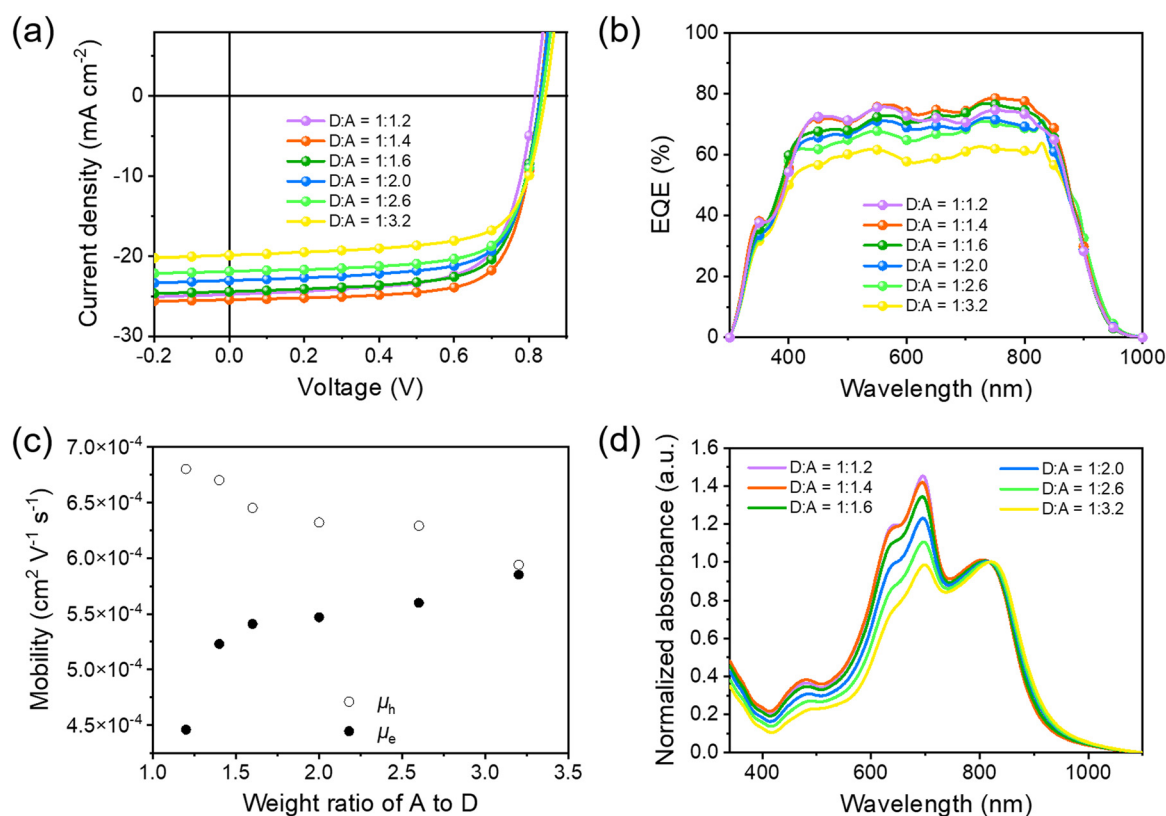 (a)
Current density (mA cm⁻²)
0
-10
-20
-30
D:A = 1:1.2
D:A = 1:1.4
D:A = 1:1.6
D:A = 1:2.0
D:A = 1:2.6
D:A = 1:3.2
-0.2
0.0
0.2
0.4
0.6
0.8
Voltage (V)
(b)
EQE (%)
100
80
60
40
20
0
D:A = 1:1.2
D:A = 1:1.4
D:A = 1:1.6
D:A = 1:2.0
D:A = 1:2.6
D:A = 1:3.2
400
600
800
1000
Wavelength (nm)
(c)
Mobility (cm² V⁻¹ s⁻¹)
7.0×10⁻⁴
6.5×10⁻⁴
6.0×10⁻⁴
5.5×10⁻⁴
5.0×10⁻⁴
4.5×10⁻⁴
μh
μe
1.0
1.5
2.0
2.5
3.0
3.5
Weight ratio of A to D
(d)
Normalized absorbance (a.u.)
1.6
1.4
1.2
1.0
0.8
0.6
0.4
0.2
0.0
D:A = 1:1.2
D:A = 1:1.4
D:A = 1:1.6
D:A = 1:2.0
D:A = 1:2.6
D:A = 1:3.2
400
600
800
1000
Wavelength (nm)